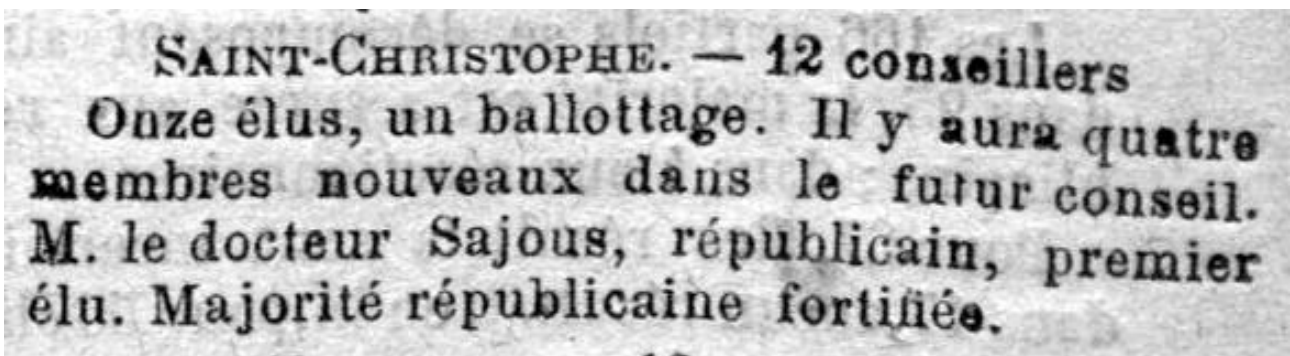 SAINT-CHRISTOPHE. — 12 conseillers
Onze élus, un ballottage. Il y aura quatre
membres nouveaux dans le futur conseil.
M. le docteur Sajous, républicain, premier
élu. Majorité républicaine fortifiée.